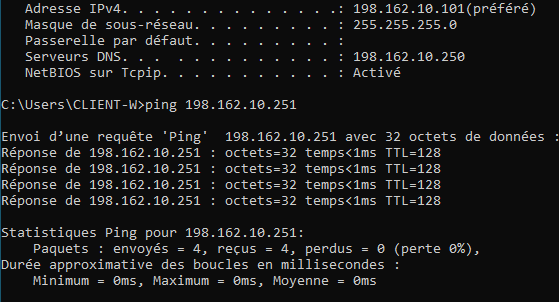 Adresse IPv4. . . . . . . . . . . . . .: 198.162.10.101(préféré)
Masque de sous-réseau. . . . . . . . . : 255.255.255.0
Passerelle par défaut. . . . . . . . . :
Serveurs DNS. . .  . . . . . . . . . . : 198.162.10.250
NetBIOS sur Tcpip. . . . . . . . . . . : Activé
C:\Users\CLIENT-W>ping 198.162.10.251
Envoi d’une requête 'Ping'  198.162.10.251 avec 32 octets de données :
Réponse de 198.162.10.251 : octets=32 temps<1ms TTL=128
Réponse de 198.162.10.251 : octets=32 temps<1ms TTL=128
Réponse de 198.162.10.251 : octets=32 temps<1ms TTL=128
Réponse de 198.162.10.251 : octets=32 temps<1ms TTL=128
Statistiques Ping pour 198.162.10.251:
Paquets : envoyés = 4, reçus = 4, perdus = 0 (perte 0%),
Durée approximative des boucles en millisecondes :
Minimum = 0ms, Maximum = 0ms, Moyenne = 0ms